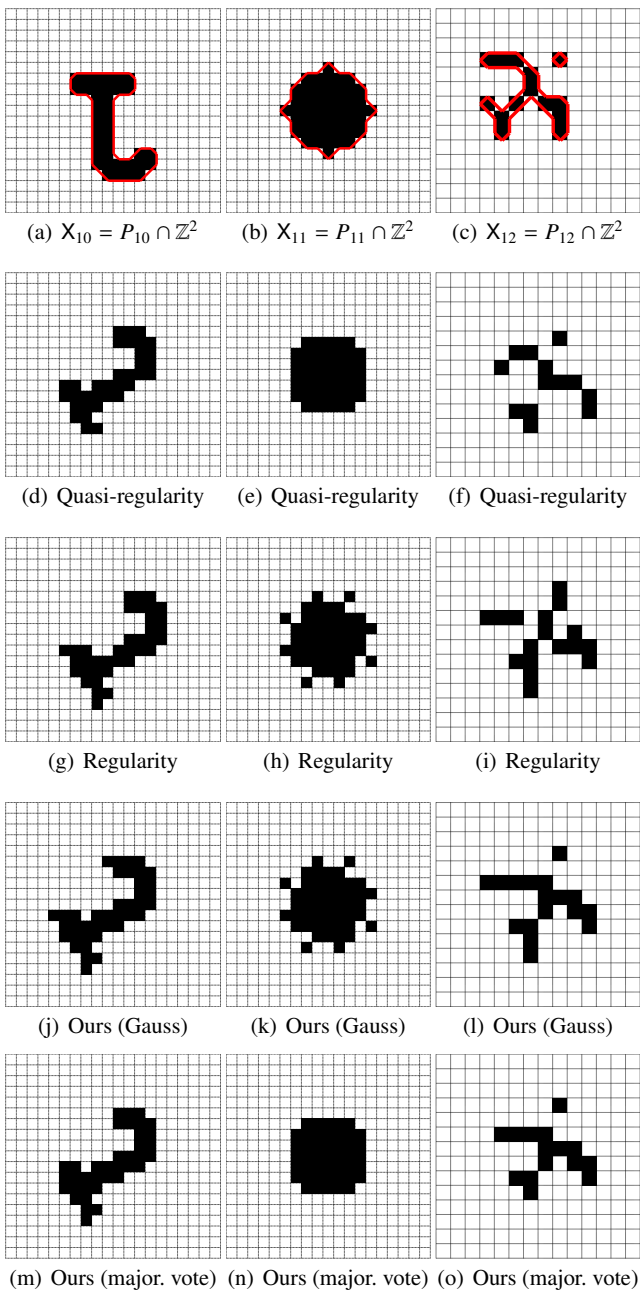 (a) X₁₀ = P₁₀ ∩ ℤ² (b) X₁₁ = P₁₁ ∩ ℤ² (c) X₁₂ = P₁₂ ∩ ℤ²
(d) Quasi-regularity (e) Quasi-regularity (f) Quasi-regularity
(g) Regularity (h) Regularity (i) Regularity
(j) Ours (Gauss) (k) Ours (Gauss) (l) Ours (Gauss)
(m) Ours (major. vote) (n) Ours (major. vote) (o) Ours (major. vote)